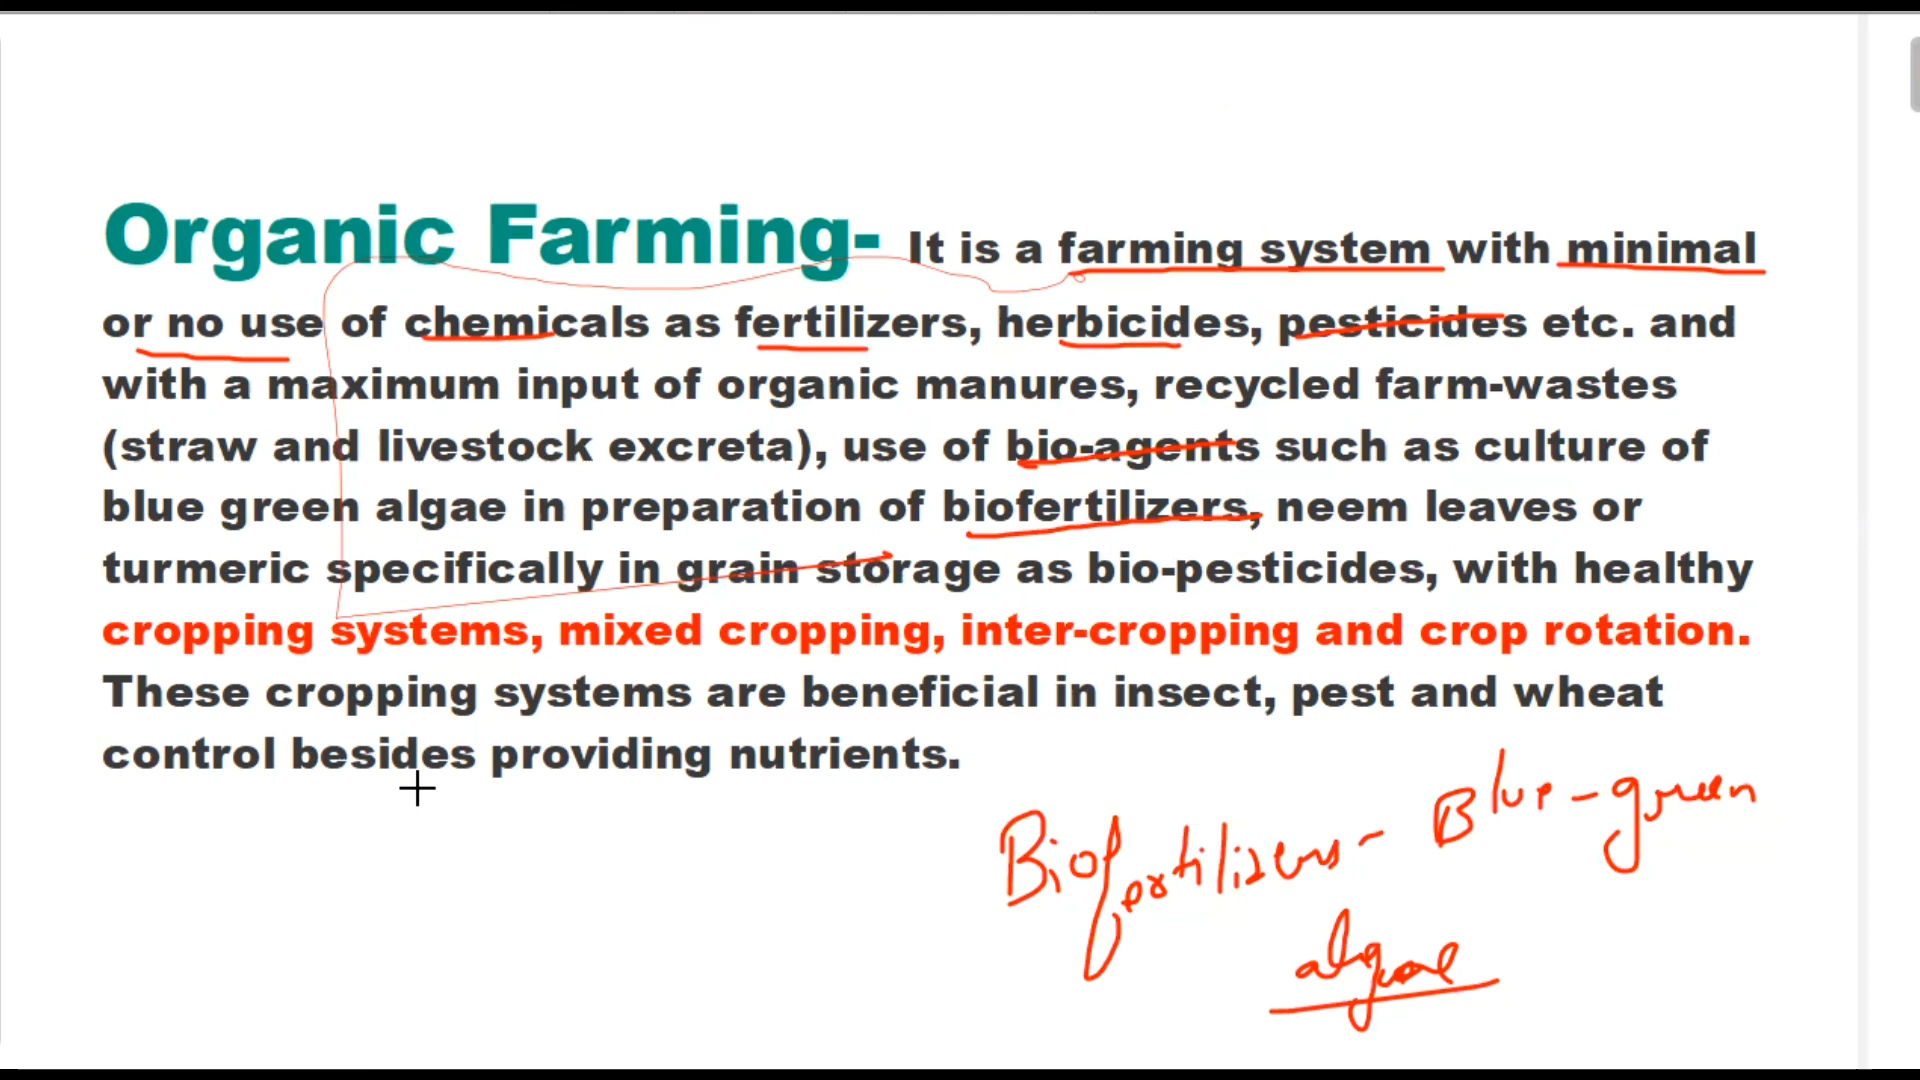 Organic Farming- It is a farming system with minimal
or no use of chemicals as fertilizers, herbicides, pesticides etc. and
with a maximum input of organic manures, recycled farm-wastes
(straw and livestock excreta), use of bio-agents such as culture of
blue green algae in preparation of biofertilizers, neem leaves or
turmeric specifically in grain storage as bio-pesticides, with healthy
cropping systems, mixed cropping, inter-cropping and crop rotation.
These cropping systems are beneficial in insect, pest and wheat
control besides providing nutrients.
Biofertilizers - Blue-green
algae